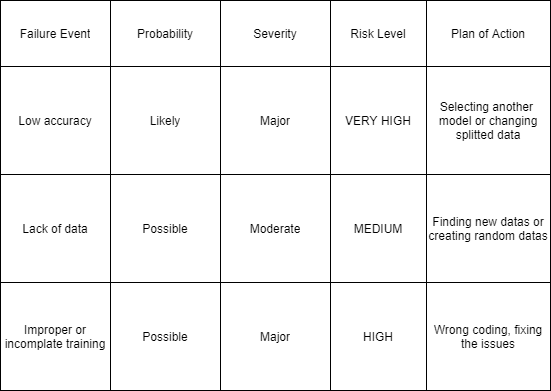 Failure Event
Probability
Severity
Risk Level
Plan of Action
Low accuracy
Likely
Major
VERY HIGH
Selecting another
model or changing
splitted data
Lack of data
Possible
Moderate
MEDIUM
Finding new datas or
creating random datas
Improper or
incomplate training
Possible
Major
HIGH
Wrong coding, fixing
the issues